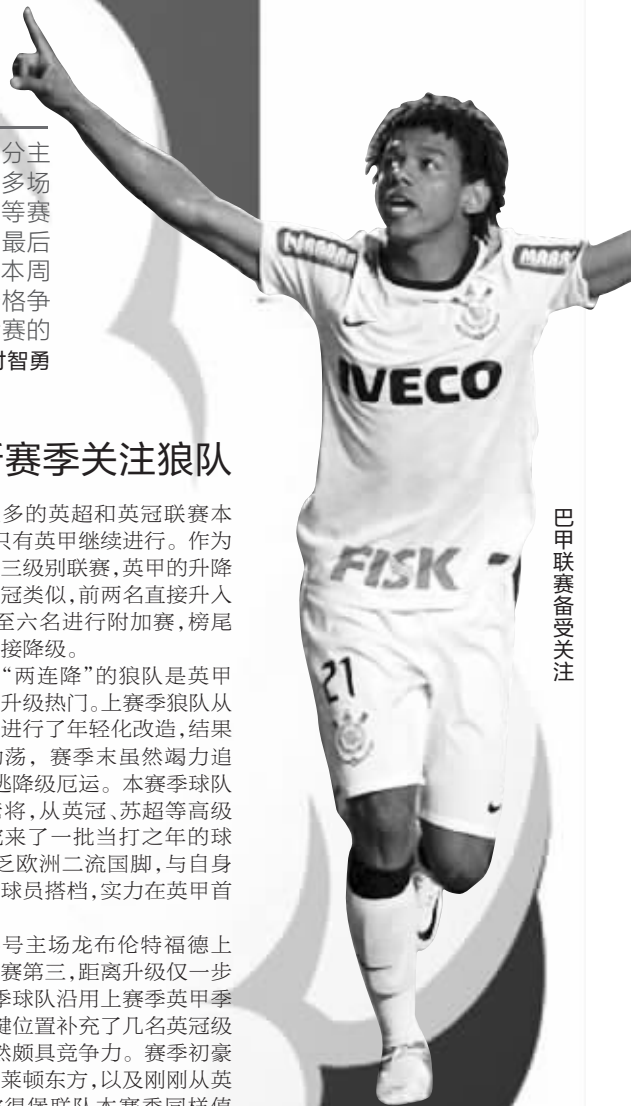 分主
多场
等赛
最后
本周
格争
赛的
付智勇
赛季关注狼队
多的英超和英冠联赛本
只有英甲继续进行。作为
三级别联赛,英甲的升降
冠类似,前两名直接升入
至六名进行附加赛,榜尾
接降级。
“两连降”的狼队是英甲
升级热门。上赛季狼队从
进行了年轻化改造,结果
荡,赛季末虽然竭力追
逃降级厄运。本赛季球队
将,从英冠、苏超等高级
来了一批当打之年的球
乏欧洲二流国脚,与自身
球员搭档,实力在英甲首
号主场龙布伦特福德上
赛第三,距离升级仅一步
季球队沿用上赛季英甲季
键位置补充了几名英冠级
然颇具竞争力。赛季初豪
莱顿东方,以及刚刚从英
得堡联队本赛季同样值
IVECO
FISK
21
巴甲联赛备受关注